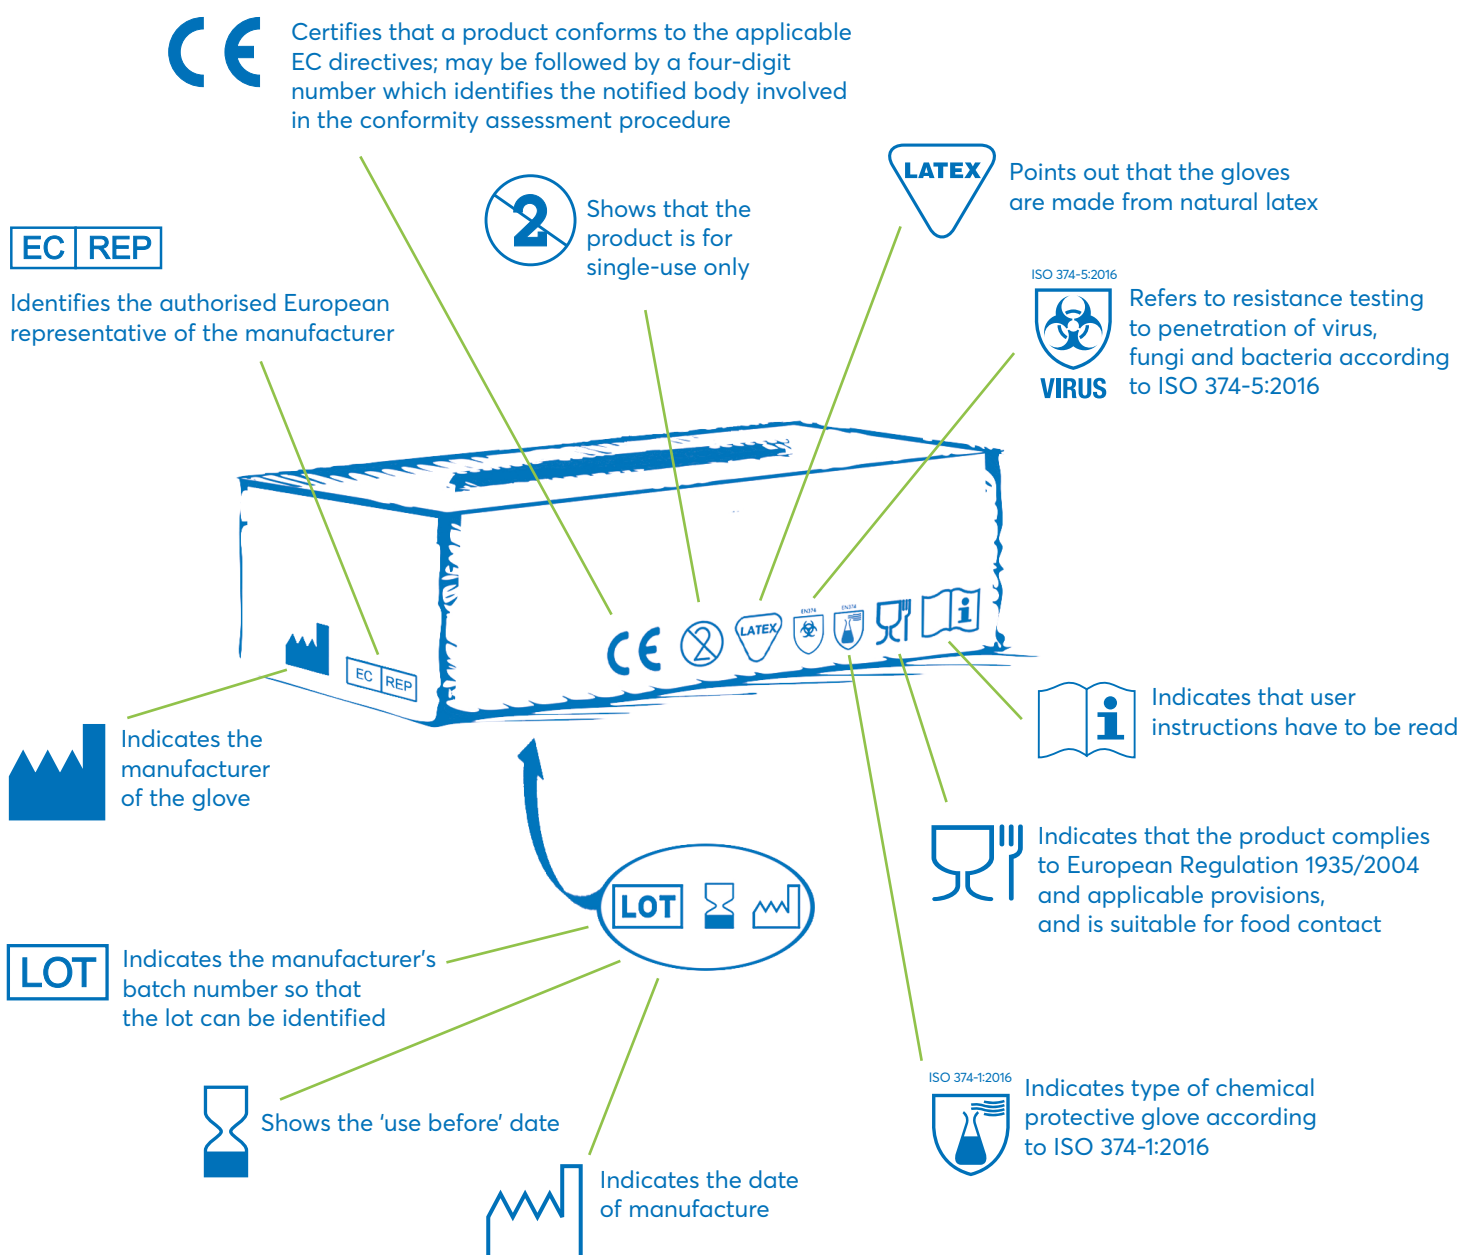 CE
Certifies that a product conforms to the applicable
EC directives; may be followed by a four-digit
number which identifies the notified body involved
in the conformity assessment procedure
LATEX
Points out that the gloves
are made from natural latex
2
Shows that the
product is for
single-use only
EC REP
Identifies the authorised European
representative of the manufacturer
ISO 374-5:2016
VIRUS
Refers to resistance testing
to penetration of virus,
fungi and bacteria according
to ISO 374-5:2016
CE
2
LATEX
EN374
EN374
i
EC REP
Indicates the
manufacturer
of the glove
i
Indicates that user
instructions have to be read
Indicates that the product complies
to European Regulation 1935/2004
and applicable provisions,
and is suitable for food contact
LOT
LOT
Indicates the manufacturer's
batch number so that
the lot can be identified
Shows the ‘use before’ date
ISO 374-1:2016
Indicates type of chemical
protective glove according
to ISO 374-1:2016
Indicates the date
of manufacture